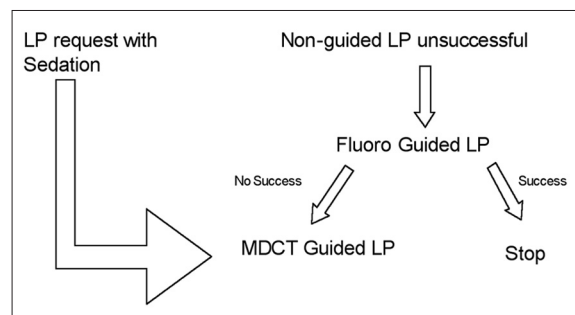 LP request with
Sedation
Non-guided LP unsuccessful
Fluoro Guided LP
No Success
Success
MDCT Guided LP
Stop